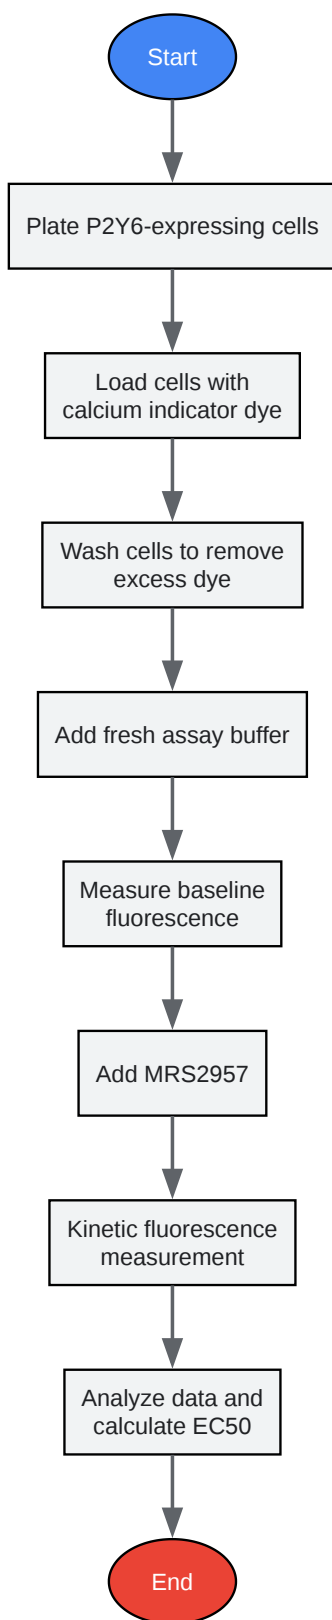 Start
Plate P2Y6-expressing cells
Load cells with
calcium indicator dye
Wash cells to remove
excess dye
Add fresh assay buffer
Measure baseline
fluorescence
Add MRS2957
Kinetic fluorescence
measurement
Analyze data and
calculate EC50
End